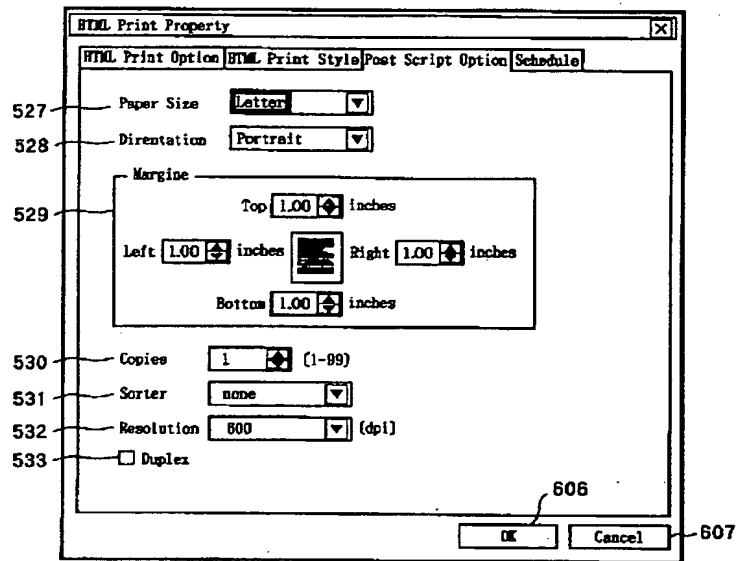 HTML Print Property
HTML Print Option HTML Print Style Post Script Option Schedule
527 Paper Size Letter
528 Direntation Portrait
Margine
529
Top 1.00 inches
Left 1.00 inches Right 1.00 inches
Bottom 1.00 inches
530 Copies 1 (1-99)
531 Sorter none
532 Resolution 600 [dpi]
533 Duplex
606
OK Cancel 607